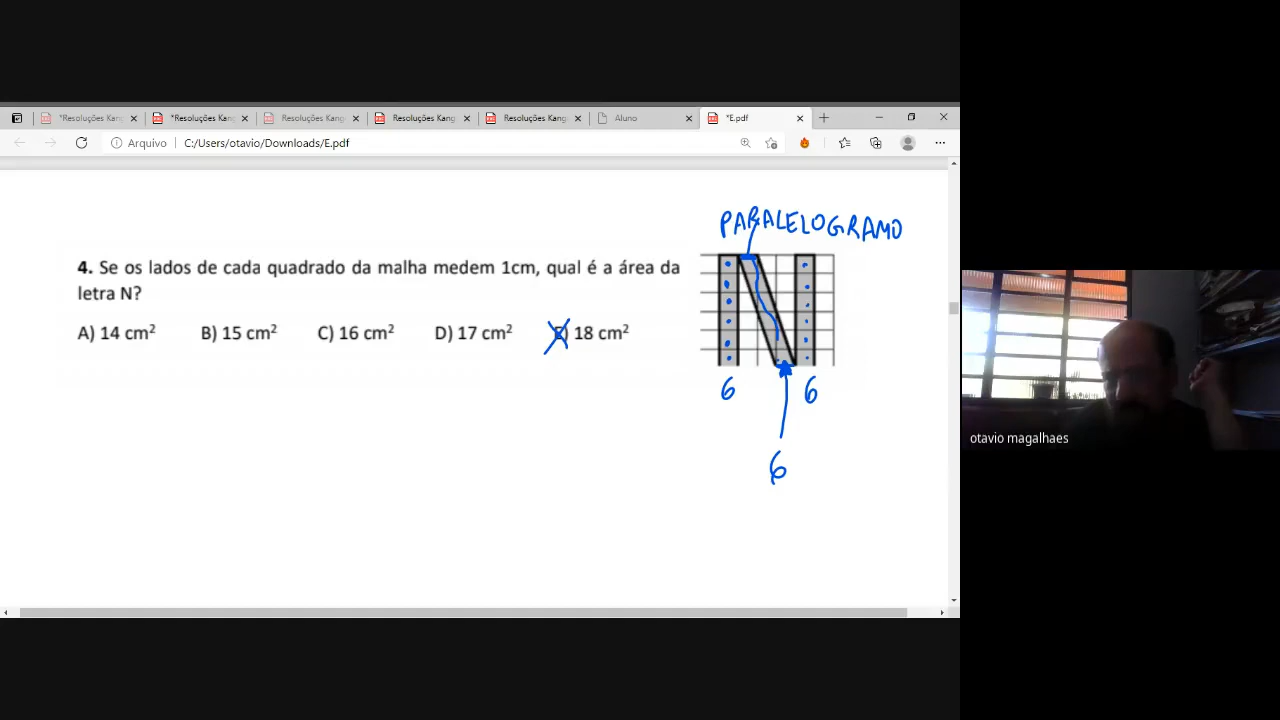 *Resoluções Kang
*Resoluções Kang
Resoluções Kang
Resoluções Kang
Resoluções Kang
Aluno
*E.pdf
Arquivo C:/Users/otavio/Downloads/E.pdf
PARALELOGRAMO
4. Se os lados de cada quadrado da malha medem 1cm, qual é a área da
letra N?
A) 14 cm² B) 15 cm² C) 16 cm² D) 17 cm² E) 18 cm²
6 6
6
otavio magalhaes